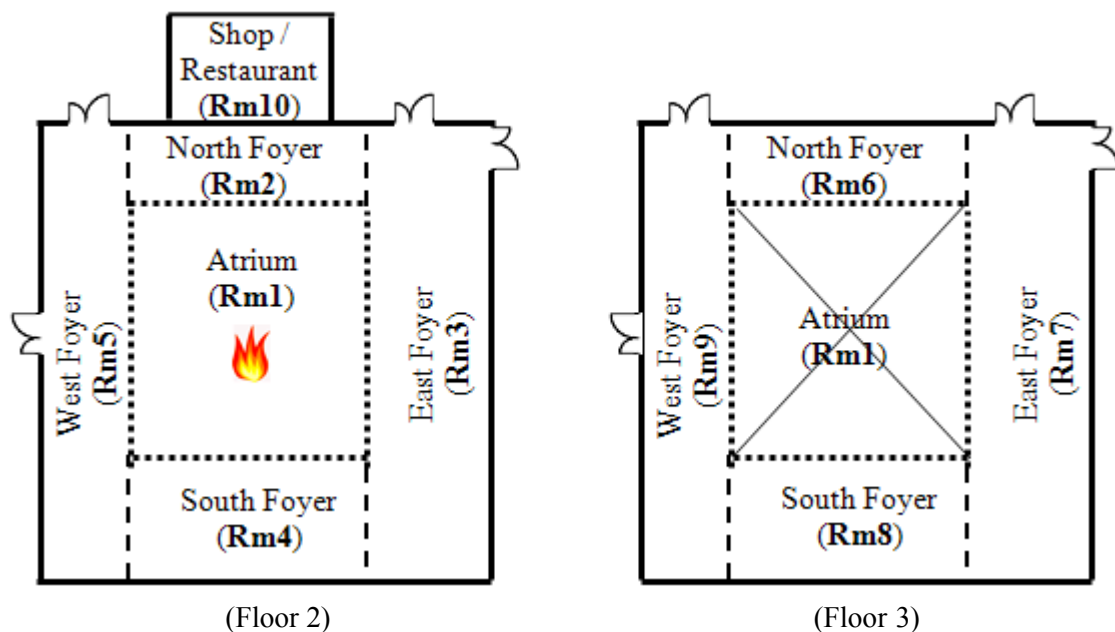 Shop /
Restaurant
(Rm10)
North Foyer
(Rm2)
Atrium
(Rm1)
West Foyer
(Rm5)
East Foyer
(Rm3)
South Foyer
(Rm4)
(Floor 2)
North Foyer
(Rm6)
Atrium
(Rm1)
West Foyer
(Rm9)
East Foyer
(Rm7)
South Foyer
(Rm8)
(Floor 3)